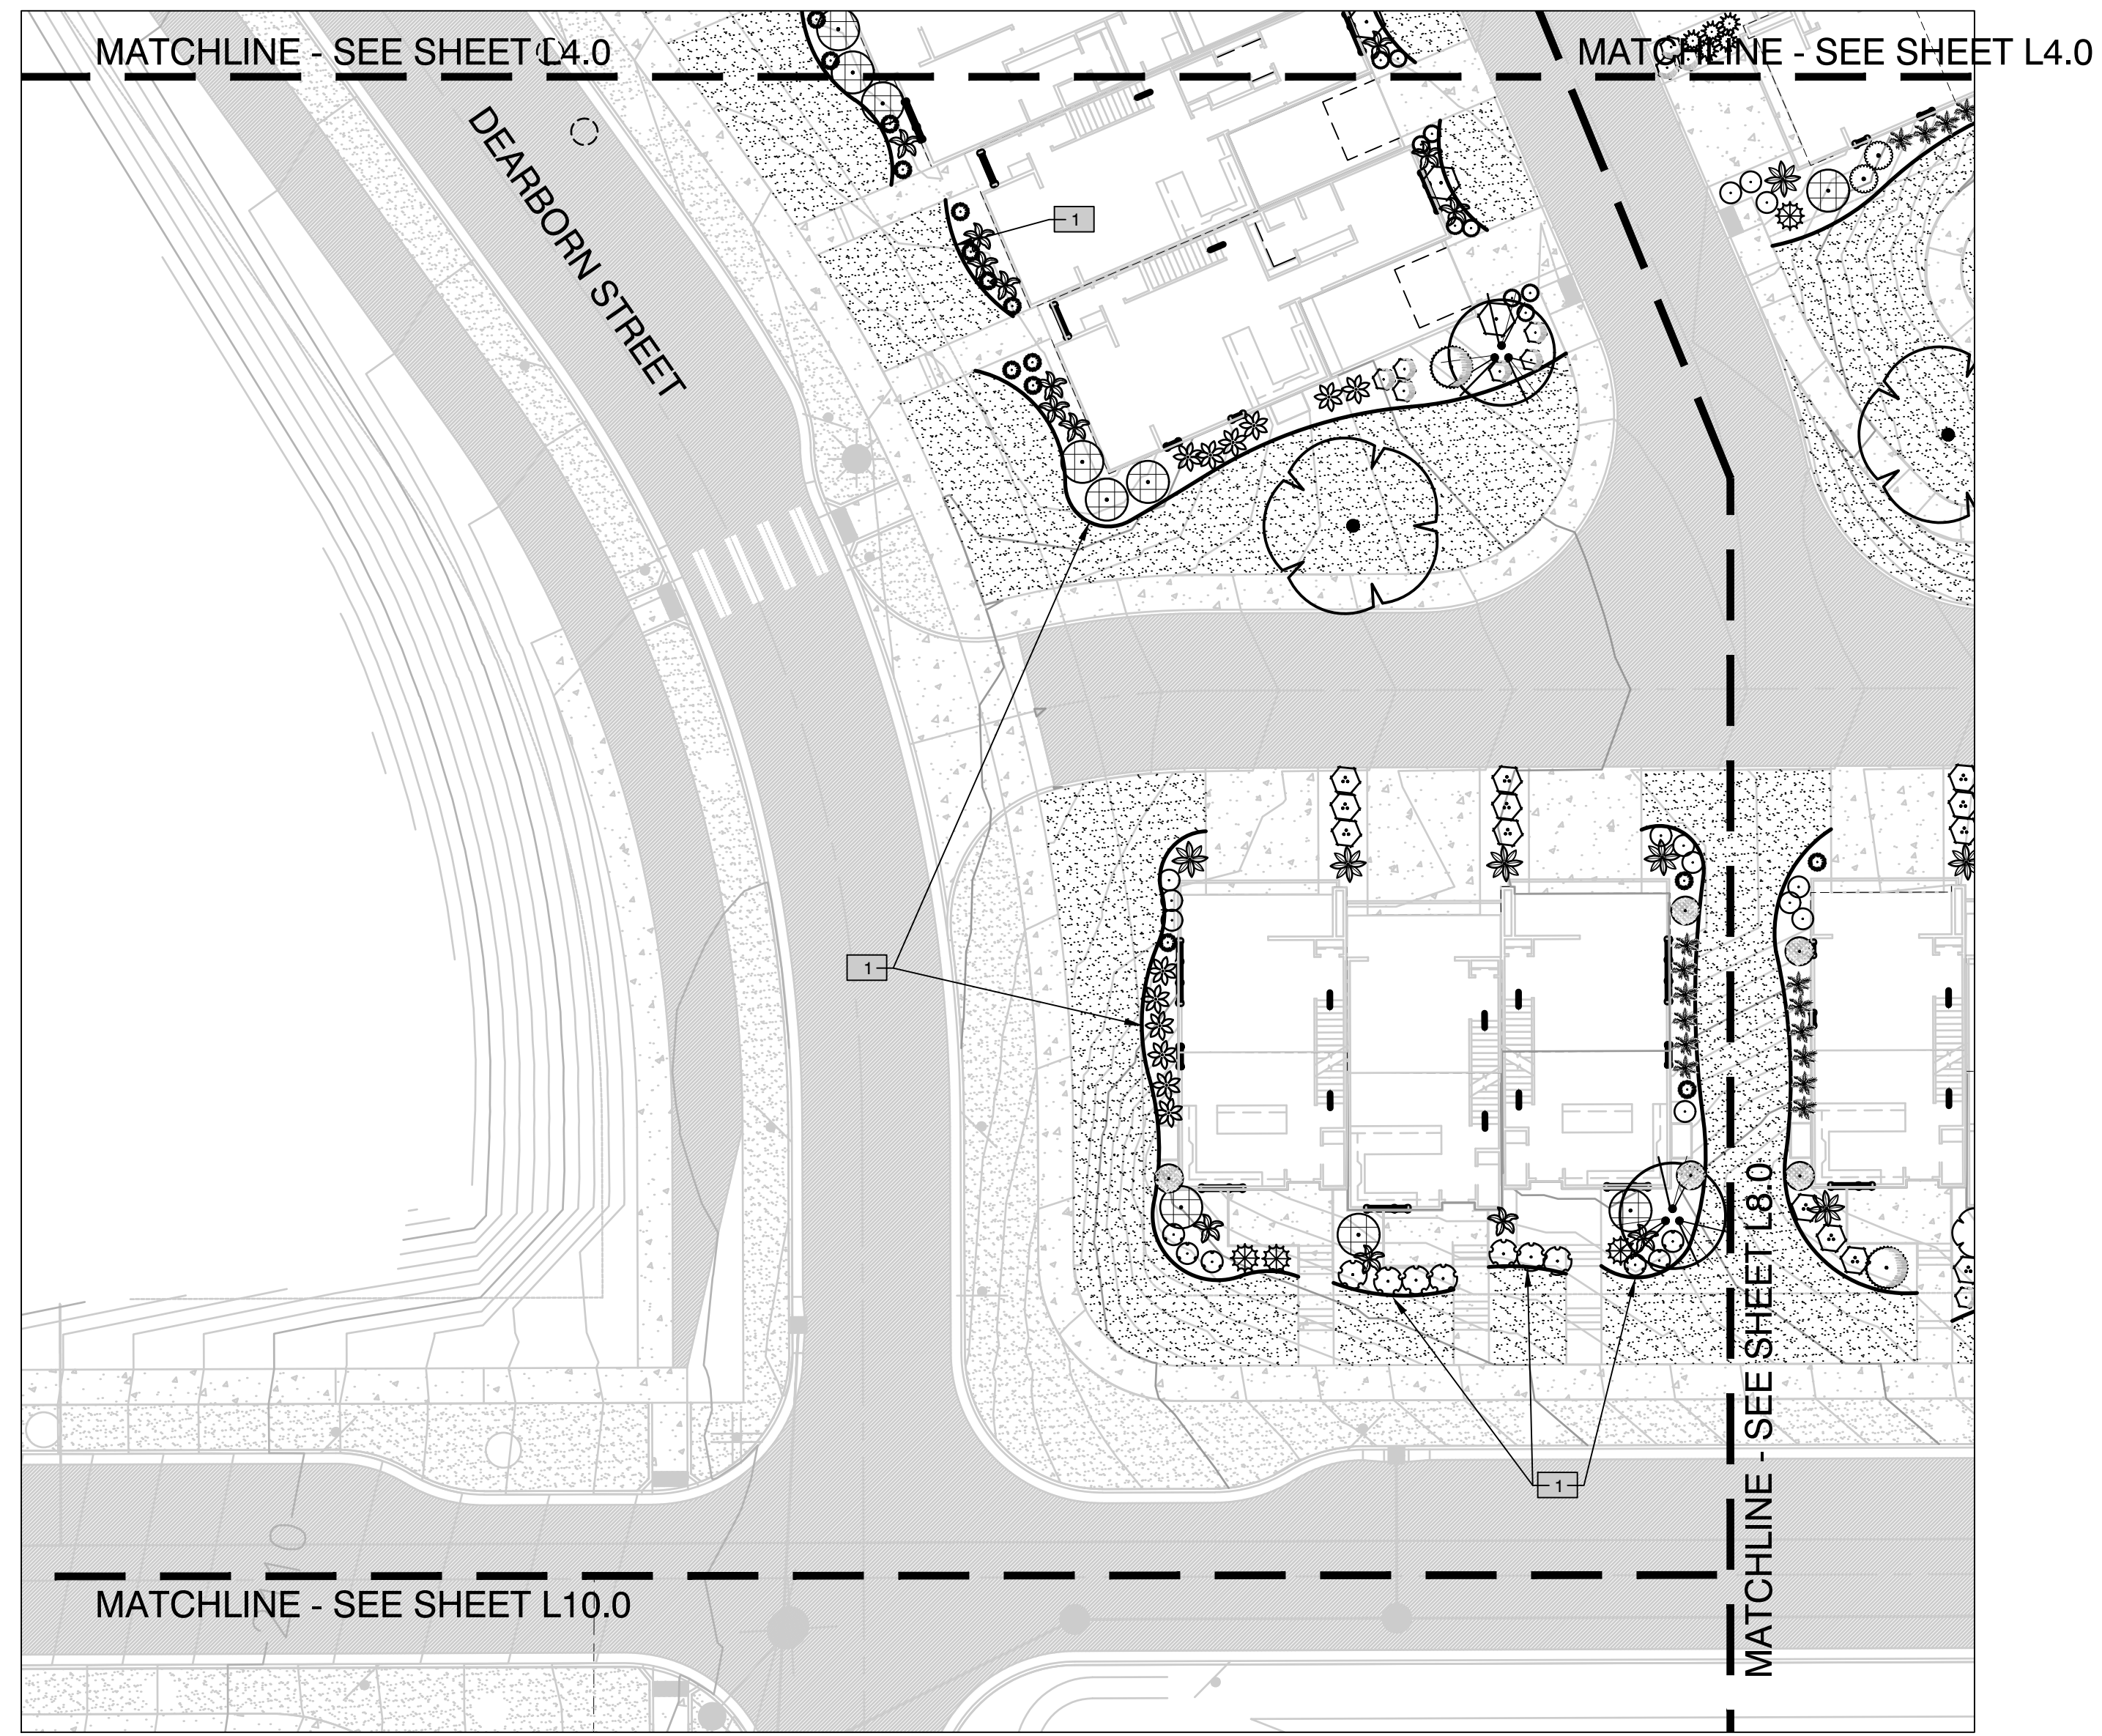 MATCHLINE - SEE SHEET L4.0
MATCHLINE - SEE SHEET L4.0
DEARBORN STREET
1
1
1
MATCHLINE - SEE SHEET L8.0
MATCHLINE - SEE SHEET L10.0